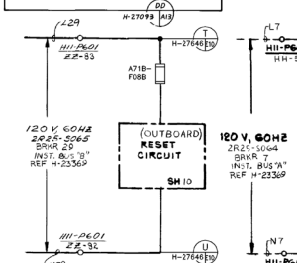 DD
H-27093 A13
L29
T
H-27646 E10
L7
H11-P601
ZZ-83
H11-P6
HH-
A71B-
F08B
120 V, 60HZ
2R25-S065
BRKR 29
INST. BUS "B"
REF H-23369
(OUTBOARD)
RESET
CIRCUIT
SH 10
120 V, 60HZ
2R25-S064
BRKR 7
INST. BUS "A"
REF H-23369
H11-P601
ZZ-92
U
H-27646 E10
N7